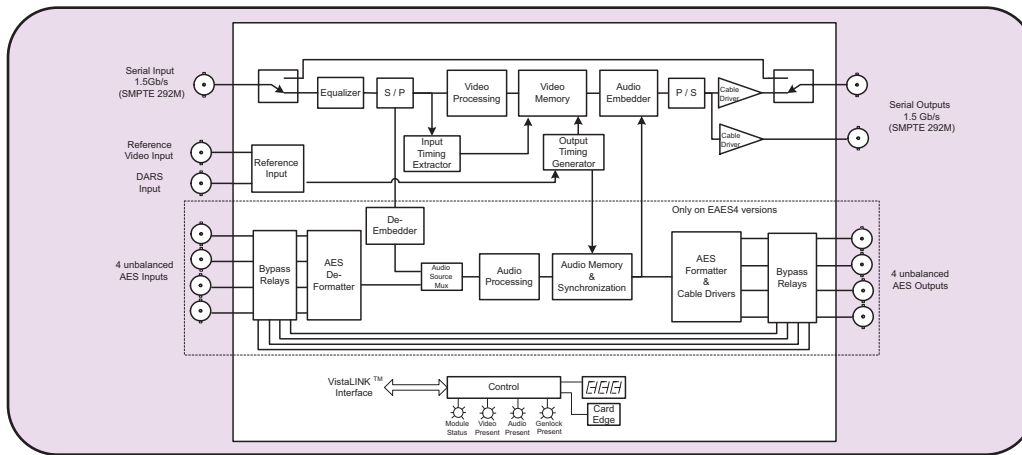 Serial Input
1.5Gb/s
(SMPTE 292M)
Equalizer
S / P
Video
Processing
Video
Memory
Audio
Embedder
P / S
Cable
Driver
Cable
Driver
Serial Outputs
1.5 Gb/s
(SMPTE 292M)
Reference
Video Input
DARS
Input
Reference
Input
Input
Timing
Extractor
Output
Timing
Generator
Only on EAES4 versions
De-
Embedder
4 unbalanced
AES Inputs
Bypass
Relays
AES
De-
Formatter
Audio
Source
Mux
Audio
Processing
Audio Memory
&
Synchronization
AES
Formatter
&
Cable Drivers
Bypass
Relays
4 unbalanced
AES Outputs
VistaLINK TM
Interface
Control
Card
Edge
Module
Status
Video
Present
Audio
Present
Genlock
Present